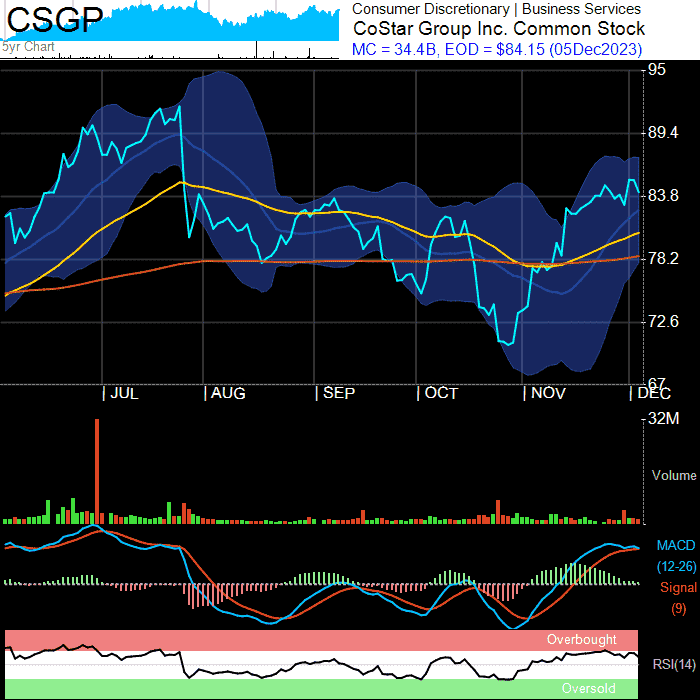 CSGP
5yr Chart
Consumer Discretionary | Business Services
CoStar Group Inc. Common Stock
MC = 34.4B, EOD = $84.15 (05Dec2023)
95
89.4
83.8
78.2
72.6
67
| JUL | AUG | SEP | OCT | NOV | DEC
32M
Volume
MACD
(12-26)
Signal
(9)
Overbought
RSI(14)
Oversold